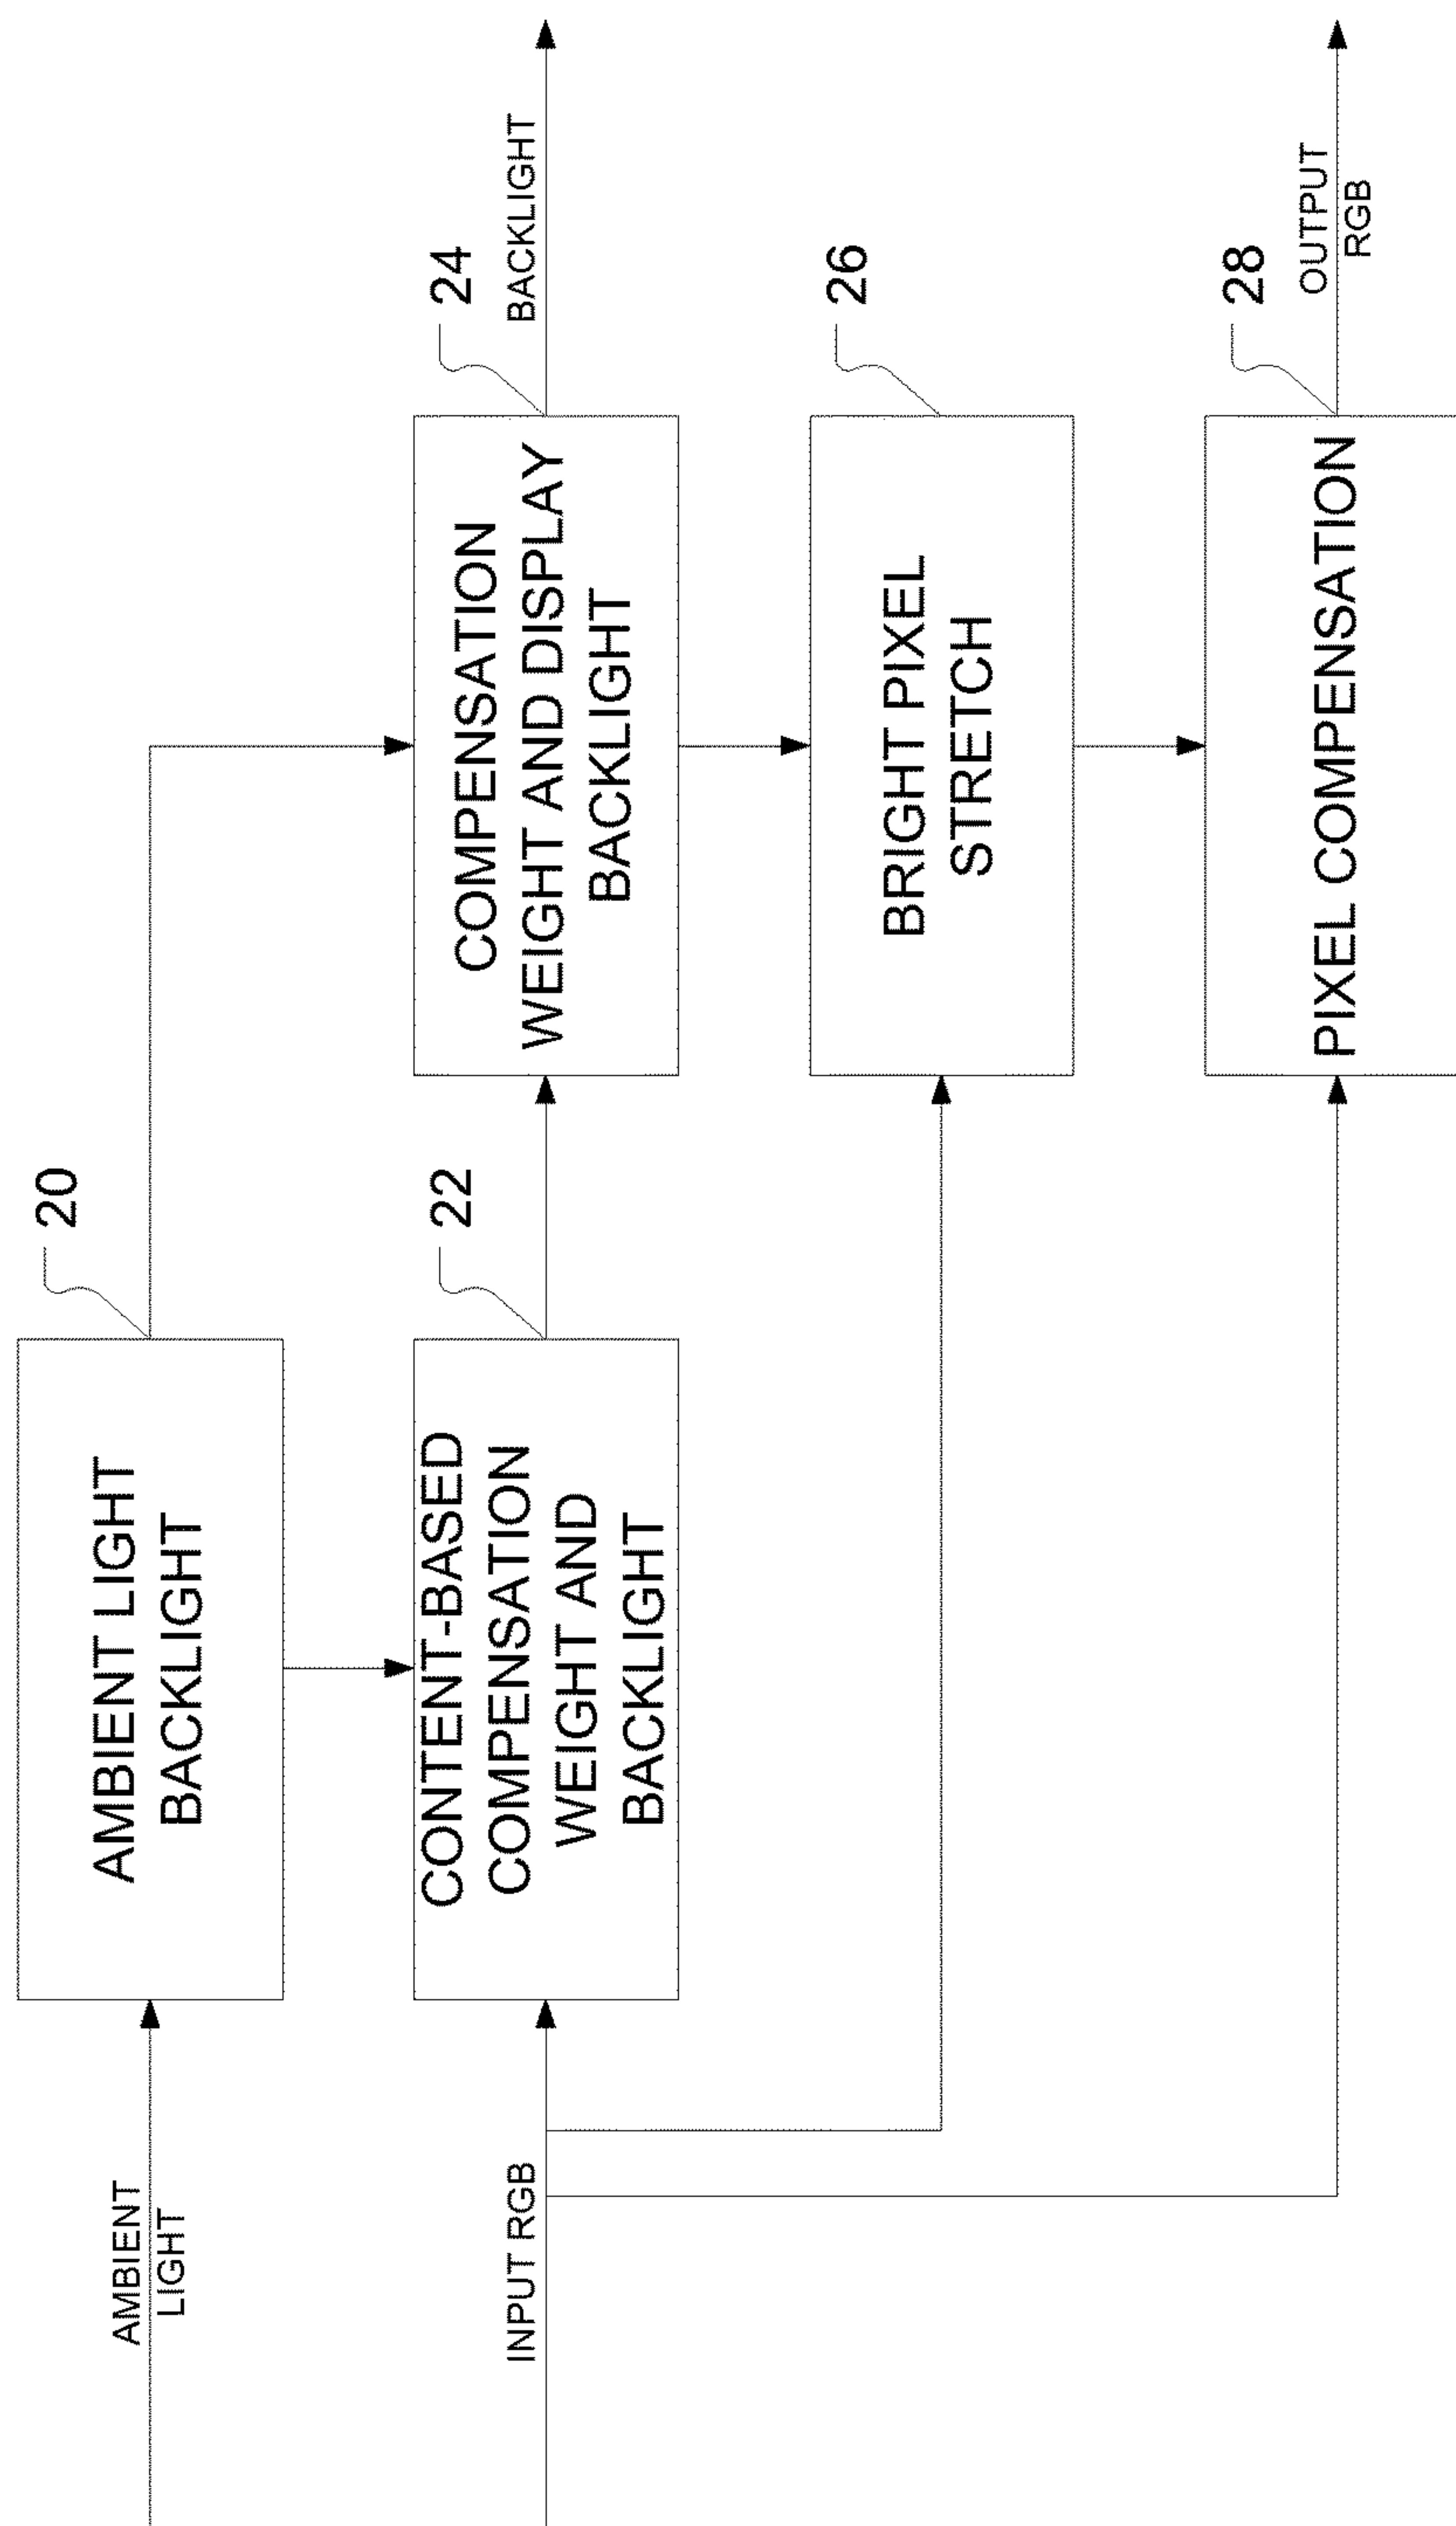 AMBIENT
LIGHT
AMBIENT LIGHT
BACKLIGHT
20
INPUT RGB
CONTENT-BASED
COMPENSATION
WEIGHT AND
BACKLIGHT
22
COMPENSATION
WEIGHT AND DISPLAY
BACKLIGHT
24
BACKLIGHT
BRIGHT PIXEL
STRETCH
26
PIXEL COMPENSATION
28
OUTPUT
RGB